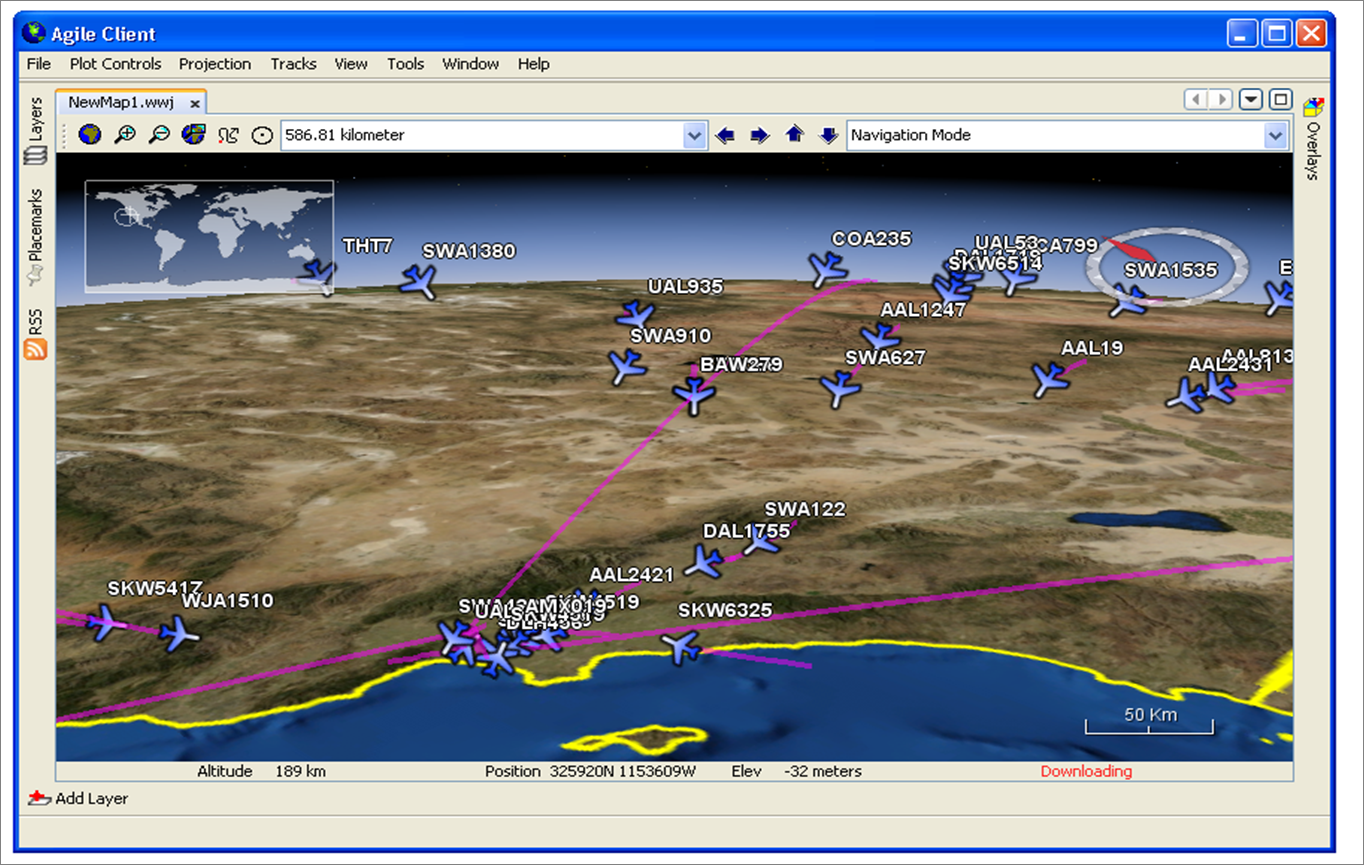 Agile Client
File Plot Controls Projection Tracks View Tools Window Help
NewMap1.wwj
586.81 kilometer
Navigation Mode
Layers
Placemarks
RSS
Overlays
THT7
SWA1380
COA235
SWA1535
UAL935
SKW6514
AAL1247
SWA910
BAW279
SWA627
AAL19
AAL2431
SWA122
DAL1755
AAL2421
SKW5417
WJA1510
AMX019
SKW6325
50 Km
Altitude 189 km Position 325920N 1153609W Elev -32 meters Downloading
Add Layer